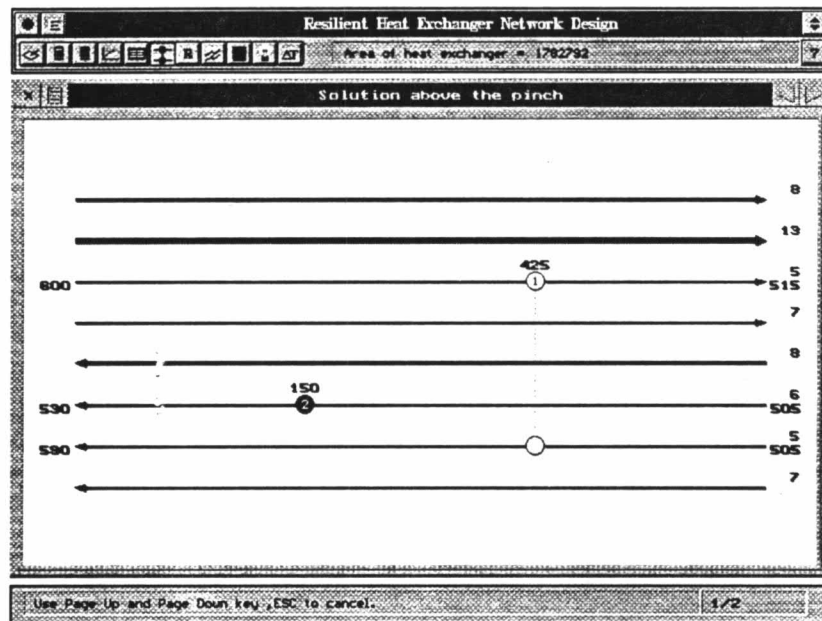 Resilient Heat Exchanger Network Design
Area of heat exchanger = 1782792
?
Solution above the pinch
8
13
425
600 1 5
515
7
8
150
530 2 6
505
590 5
505
7
Use Page Up and Page Down key ,ESC to cancel.
1/2